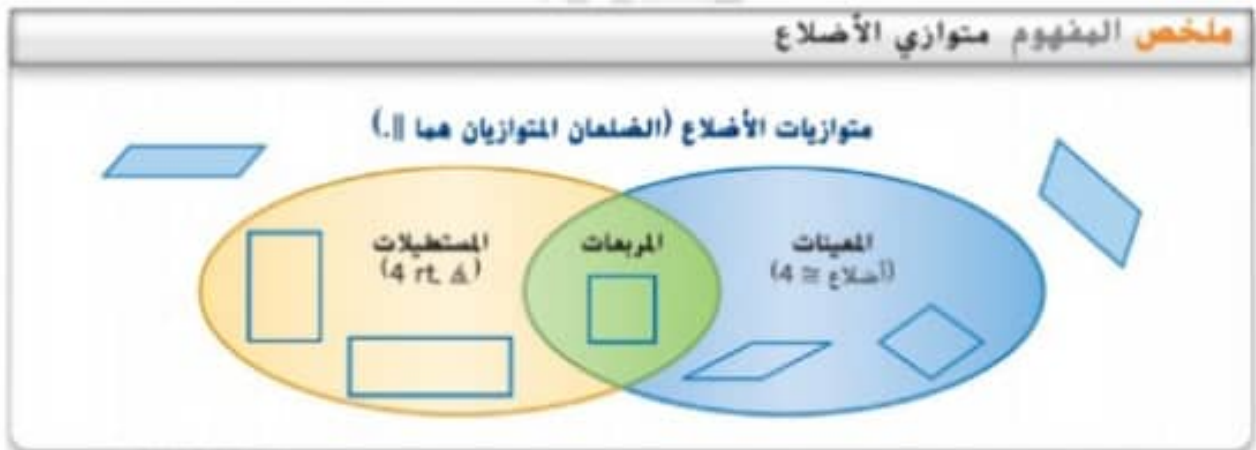 ملخص المفهوم متوازي الأضلاع
متوازيات الأضلاع (الضلعان المتوازيان هما ||.)
المستطيلات
(4 rt. ∡)
المربعات
المعينات
(أضلاع ≅ 4)